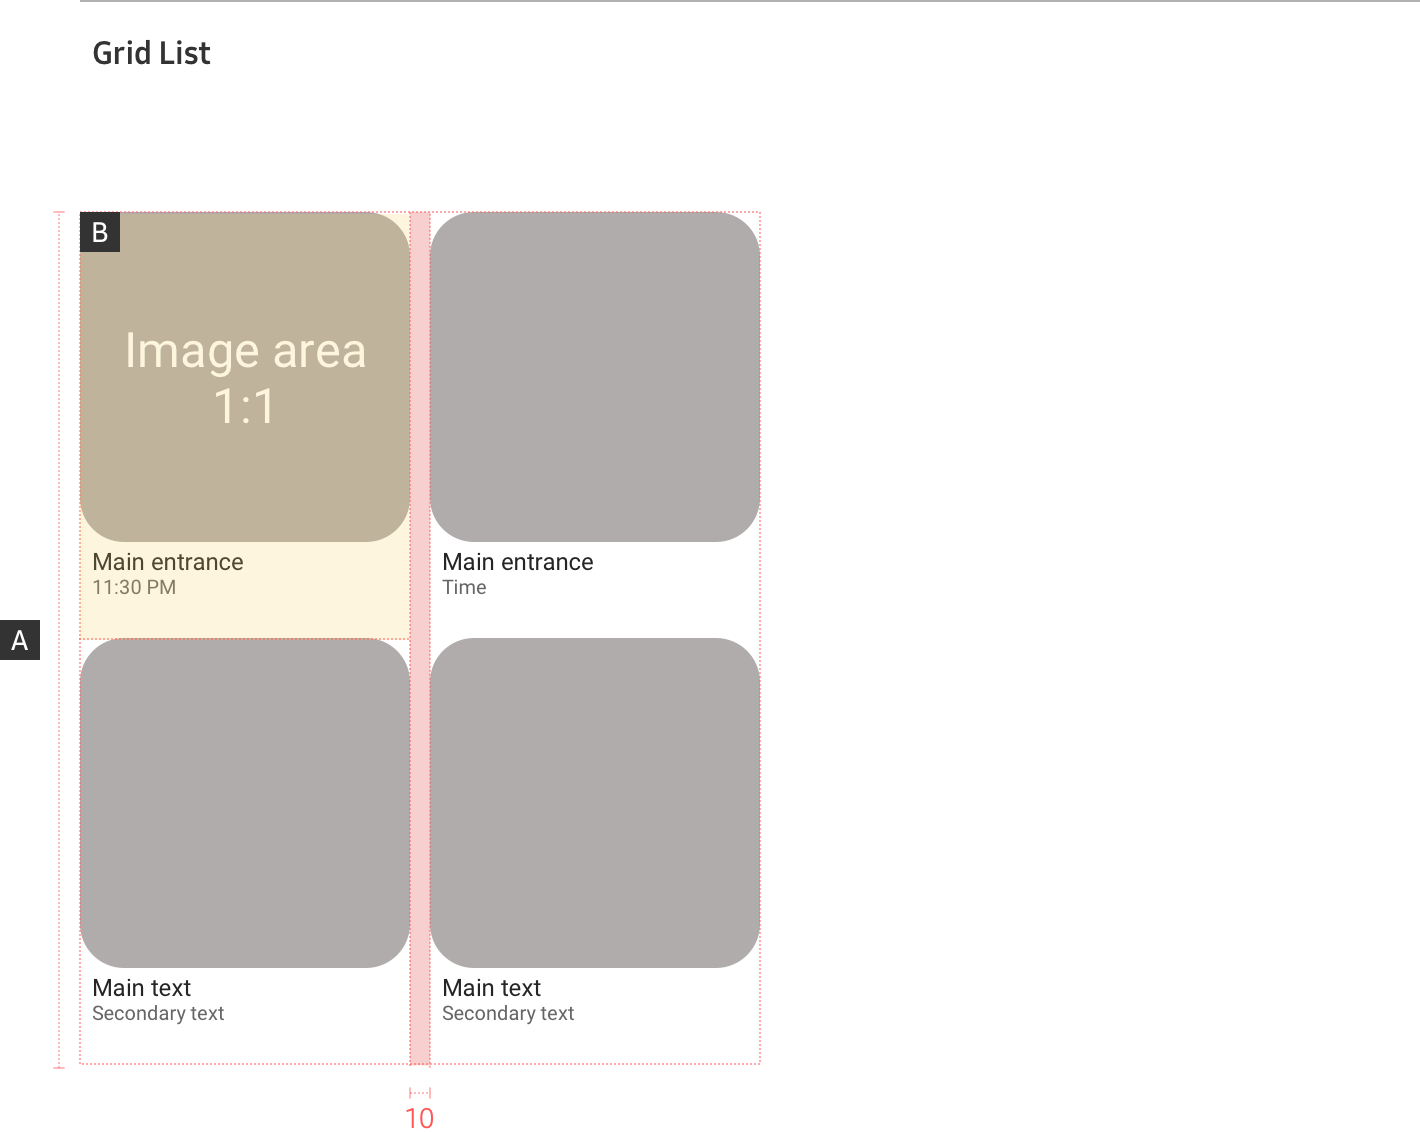 Grid List
B
Image area
1:1
Main entrance
11:30 PM
Main entrance
Time
A
Main text
Secondary text
Main text
Secondary text
10